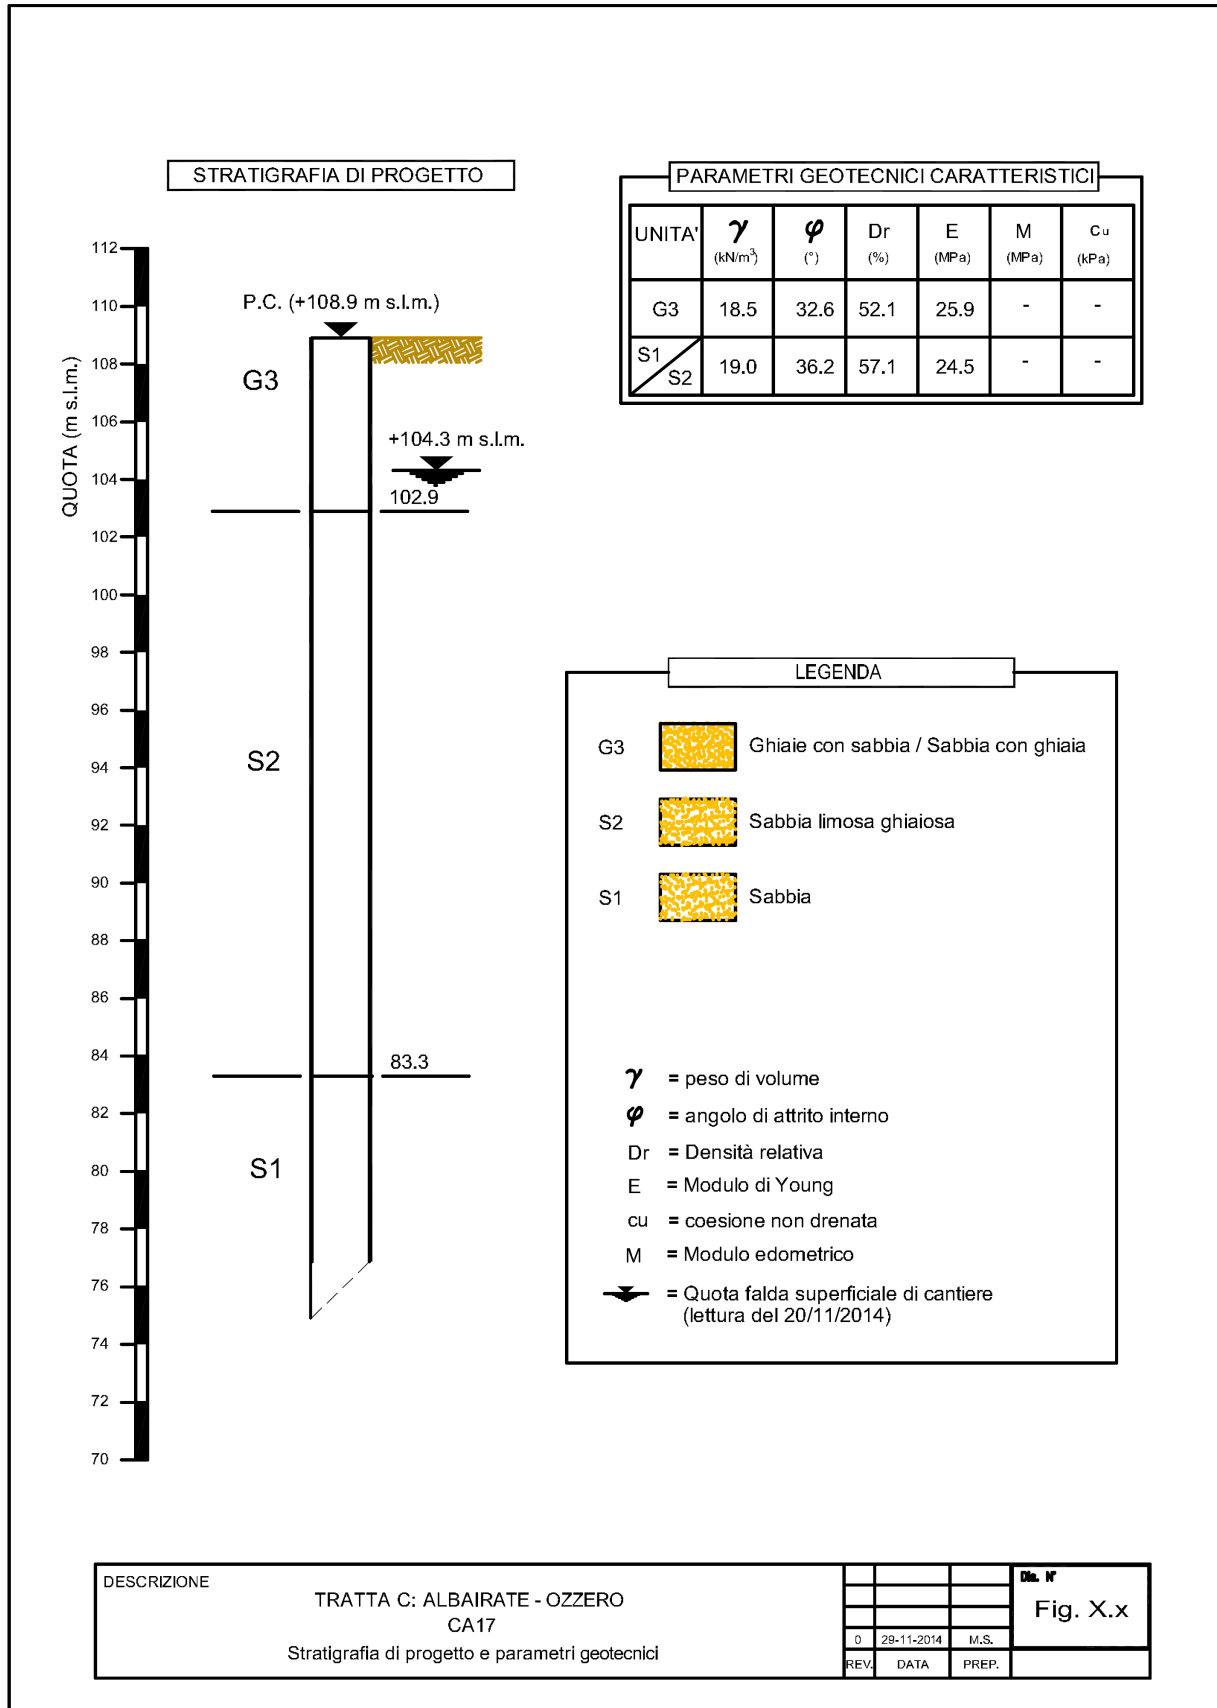 STRATIGRAFIA DI PROGETTO
PARAMETRI GEOTECNICI CARATTERISTICI
UNITA' γ φ Dr E M Cu
(kN/m³) (°) (%) (MPa) (MPa) (kPa)
G3 18.5 32.6 52.1 25.9 - -
S1 S2 19.0 36.2 57.1 24.5 - -
QUOTA (m s.l.m.)
112
110
108
106
104
102
100
98
96
94
92
90
88
86
84
82
80
78
76
74
72
70
P.C. (+108.9 m s.l.m.)
G3
+104.3 m s.l.m.
102.9
S2
83.3
S1
LEGENDA
G3 Ghiaie con sabbia / Sabbia con ghiaia
S2 Sabbia limosa ghiaiosa
S1 Sabbia
γ = peso di volume
φ = angolo di attrito interno
Dr = Densità relativa
E = Modulo di Young
cu = coesione non drenata
M = Modulo edometrico
= Quota falda superficiale di cantiere
(lettura del 20/11/2014)
DESCRIZIONE
TRATTA C: ALBAIRATE - OZZERO
CA17
Stratigrafia di progetto e parametri geotecnici
0 29-11-2014 M.S.
REV. DATA PREP.
Dis. N°
Fig. X.x